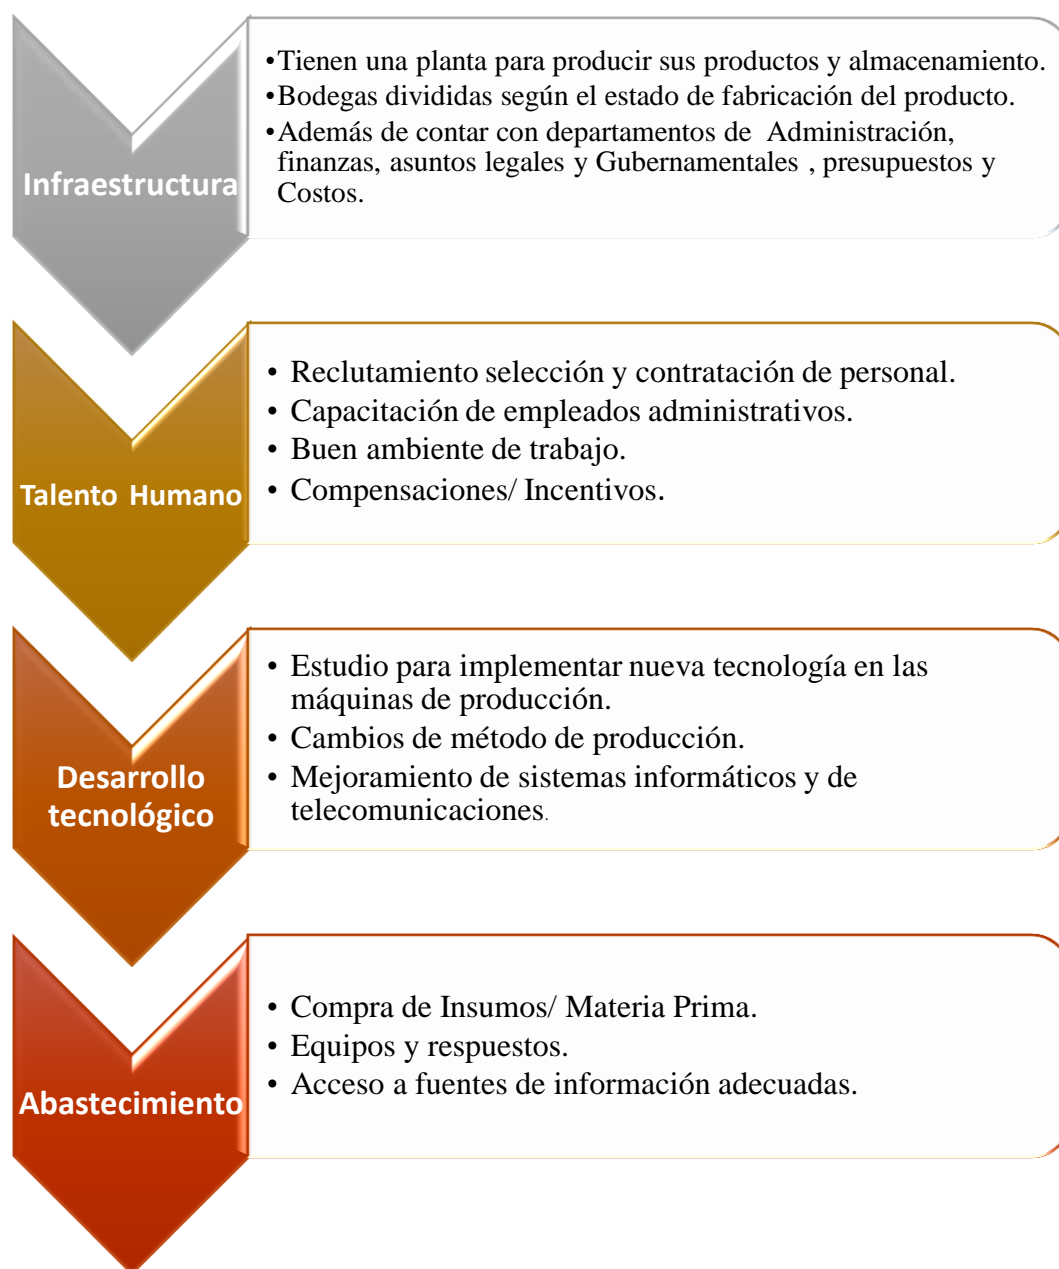 Infraestructura
•Tienen una planta para producir sus productos y almacenamiento.
•Bodegas divididas según el estado de fabricación del producto.
•Además de contar con departamentos de Administración,
finanzas, asuntos legales y Gubernamentales , presupuestos y
Costos.
Talento Humano
• Reclutamiento selección y contratación de personal.
• Capacitación de empleados administrativos.
• Buen ambiente de trabajo.
• Compensaciones/ Incentivos.
Desarrollo
tecnológico
• Estudio para implementar nueva tecnología en las
máquinas de producción.
• Cambios de método de producción.
• Mejoramiento de sistemas informáticos y de
telecomunicaciones.
Abastecimiento
• Compra de Insumos/ Materia Prima.
• Equipos y respuestos.
• Acceso a fuentes de información adecuadas.